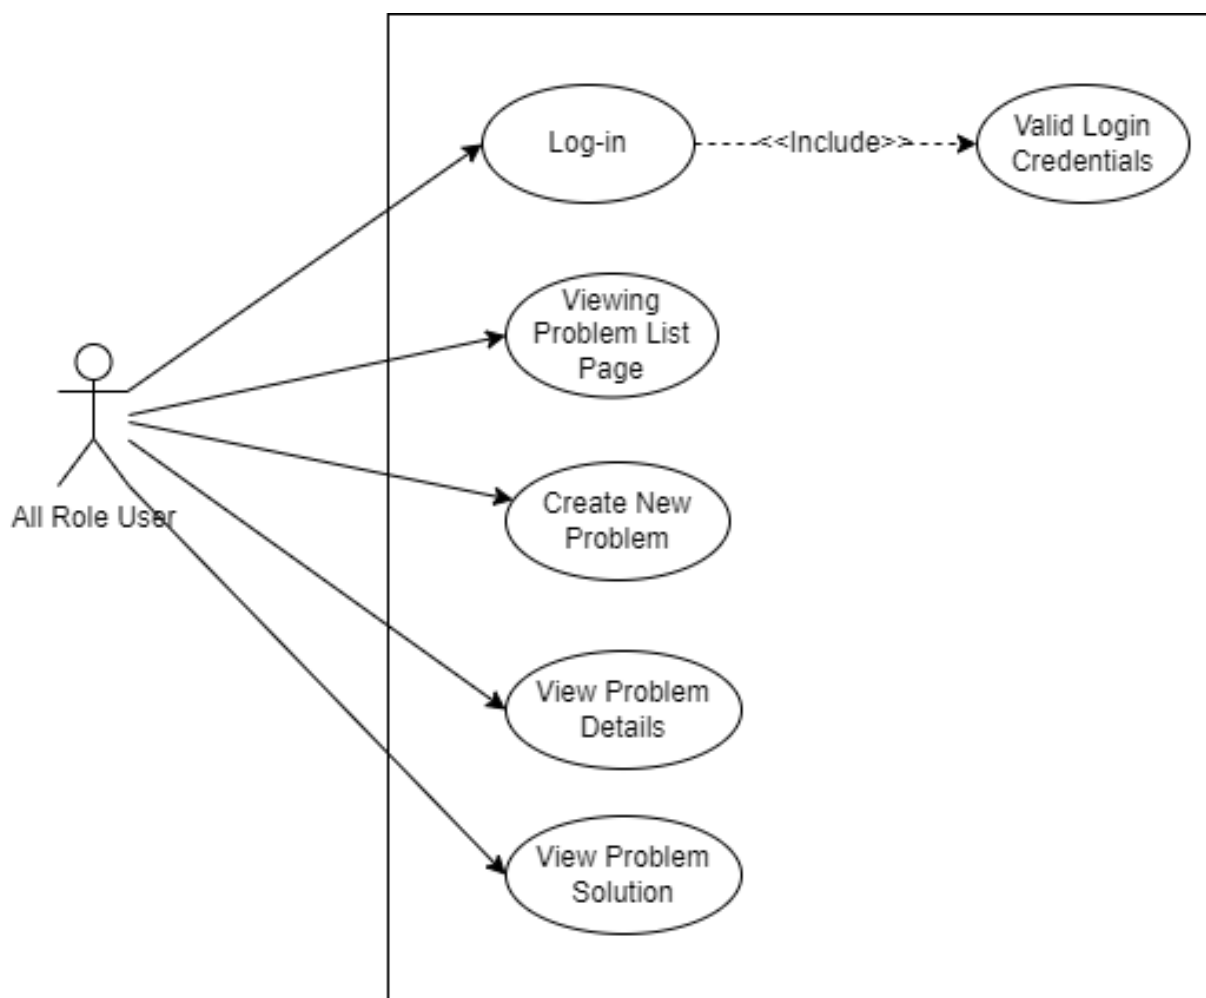 Log-in
<<Include>>
Valid Login
Credentials
Viewing
Problem List
Page
All Role User
Create New
Problem
View Problem
Details
View Problem
Solution